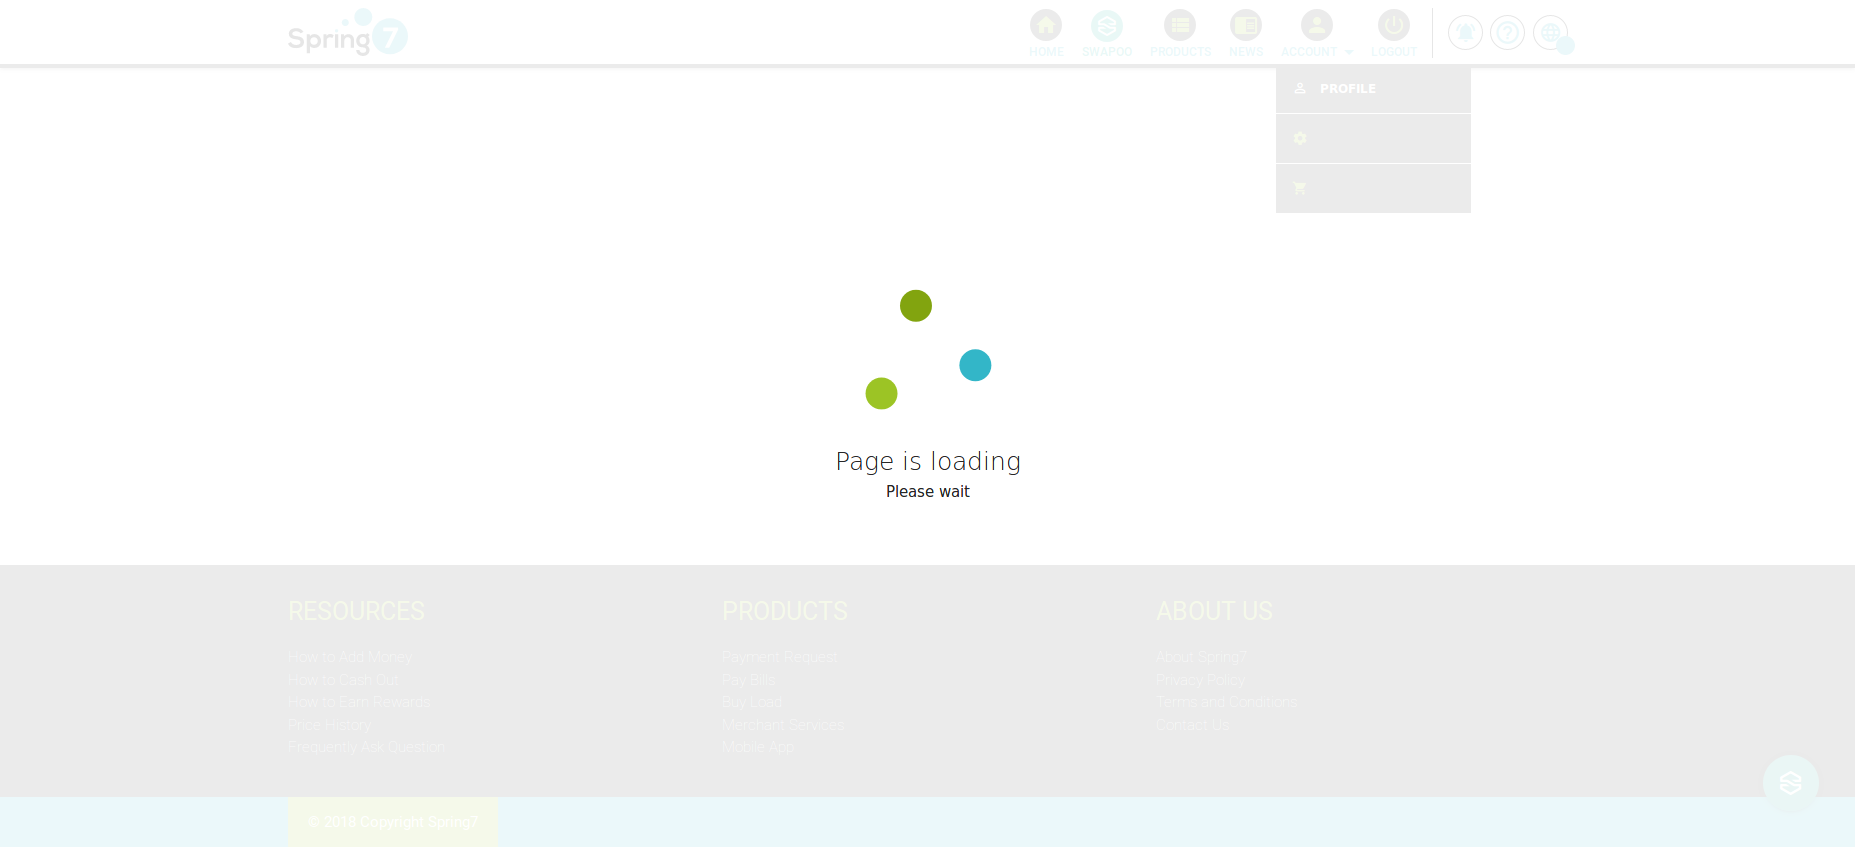 Spring7
HOME SWAPOO PRODUCTS NEWS ACCOUNT LOGOUT
PROFILE
Page is loading
Please wait
RESOURCES
How to Add Money
How to Cash Out
How to Earn Rewards
Price History
Frequently Ask Question
PRODUCTS
Payment Request
Pay Bills
Buy Load
Merchant Services
Mobile App
ABOUT US
About Spring7
Privacy Policy
Terms and Conditions
Contact Us
© 2018 Copyright Spring7